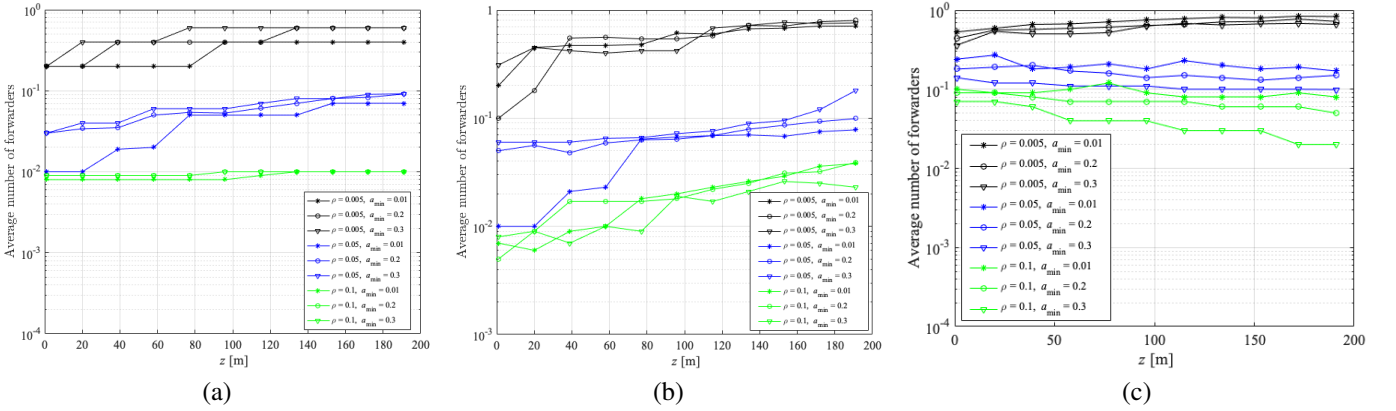 Average number of forwarders
10^0
10^-1
10^-2
10^-3
10^-4
ρ = 0.005, a_min = 0.01
ρ = 0.005, a_min = 0.2
ρ = 0.005, a_min = 0.3
ρ = 0.05, a_min = 0.01
ρ = 0.05, a_min = 0.2
ρ = 0.05, a_min = 0.3
ρ = 0.1, a_min = 0.01
ρ = 0.1, a_min = 0.2
ρ = 0.1, a_min = 0.3
0 20 40 60 80 100 120 140 160 180 200
z [m]
(a)
Average number of forwarders
1
10^-1
10^-2
10^-3
ρ = 0.005, a_min = 0.01
ρ = 0.005, a_min = 0.2
ρ = 0.005, a_min = 0.3
ρ = 0.05, a_min = 0.01
ρ = 0.05, a_min = 0.2
ρ = 0.05, a_min = 0.3
ρ = 0.1, a_min = 0.01
ρ = 0.1, a_min = 0.2
ρ = 0.1, a_min = 0.3
0 20 40 60 80 100 120 140 160 180 200
z [m]
(b)
Average number of forwarders
10^0
10^-1
10^-2
10^-3
10^-4
ρ = 0.005, a_min = 0.01
ρ = 0.005, a_min = 0.2
ρ = 0.005, a_min = 0.3
ρ = 0.05, a_min = 0.01
ρ = 0.05, a_min = 0.2
ρ = 0.05, a_min = 0.3
ρ = 0.1, a_min = 0.01
ρ = 0.1, a_min = 0.2
ρ = 0.1, a_min = 0.3
0 50 100 150 200
z [m]
(c)